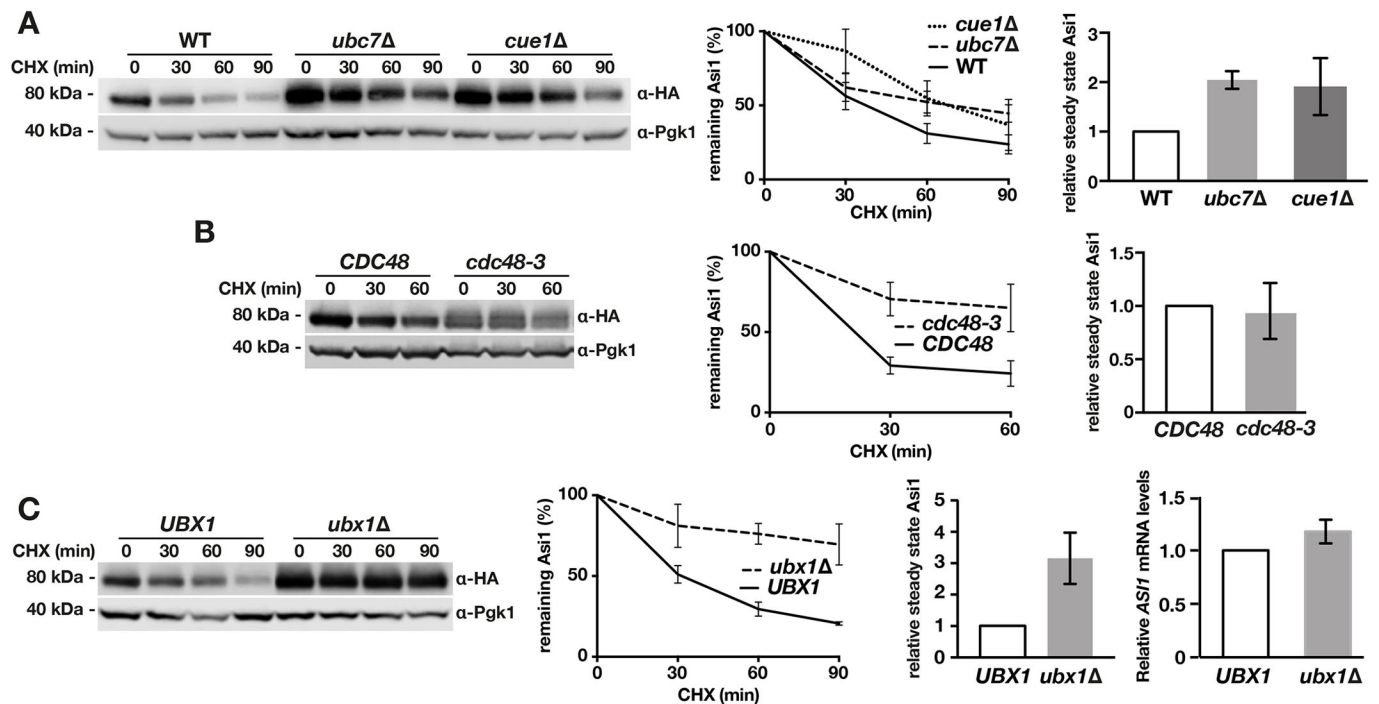 A
WT ubc7Δ cue1Δ
CHX (min) 0 30 60 90 0 30 60 90 0 30 60 90
80 kDa - α-HA
40 kDa - α-Pgk1
remaining Asi1 (%)
100
50
0
0 30 60 90
CHX (min)
cue1Δ
ubc7Δ
WT
relative steady state Asi1
3
2
1
0
WT ubc7Δ cue1Δ
B
CDC48 cdc48-3
CHX (min) 0 30 60 0 30 60
80 kDa - α-HA
40 kDa - α-Pgk1
remaining Asi1 (%)
100
50
0
0 30 60
CHX (min)
cdc48-3
CDC48
relative steady state Asi1
1.5
1.0
0.5
0
CDC48 cdc48-3
C
UBX1 ubx1Δ
CHX (min) 0 30 60 90 0 30 60 90
80 kDa - α-HA
40 kDa - α-Pgk1
remaining Asi1 (%)
100
50
0
0 30 60 90
CHX (min)
ubx1Δ
UBX1
relative steady state Asi1
5
4
3
2
1
0
UBX1 ubx1Δ
Relative ASI1 mRNA levels
1.5
1.0
0.5
0
UBX1 ubx1Δ